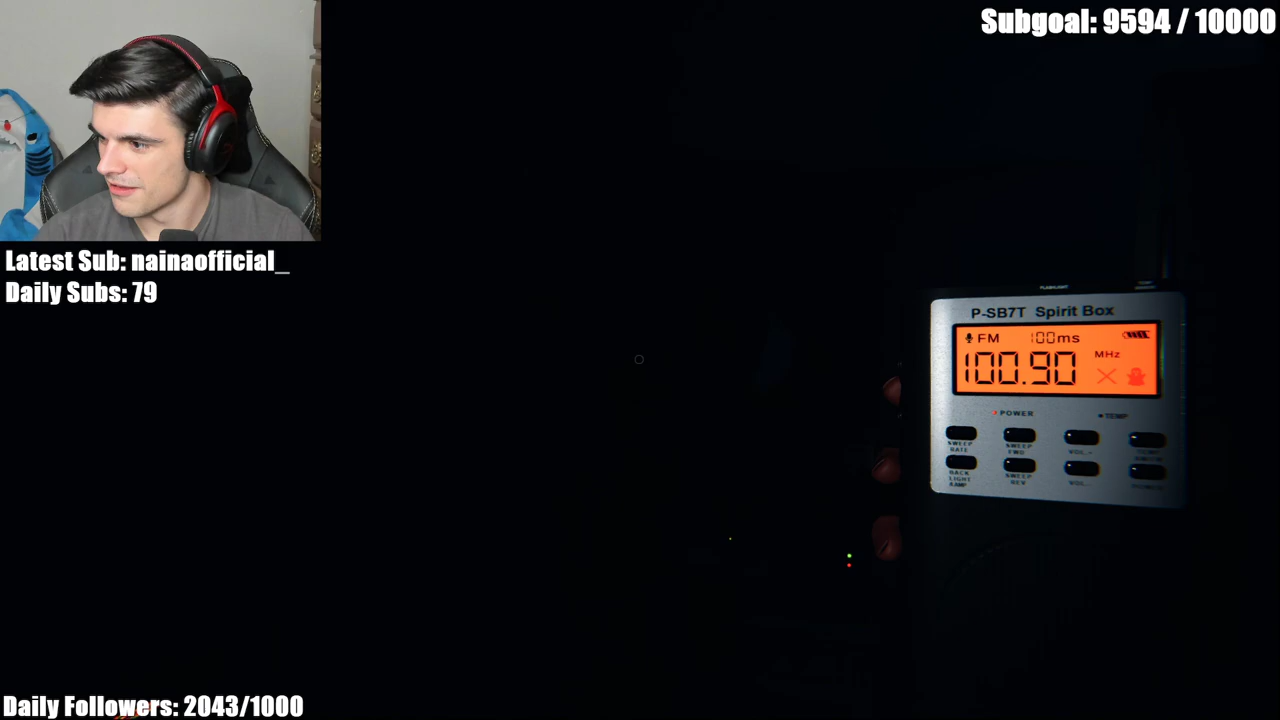 Subgoal: 9594 / 10000
Latest Sub: nainaofficial_
Daily Subs: 79
FLASHLIGHT
P-SB7T Spirit Box
FM 100ms
100.90 MHz
POWER TEMP
SWEEP RATE
SWEEP FWD
VOL.+
BACK LIGHT
SWEEP REV
VOL.-
Daily Followers: 2043/1000